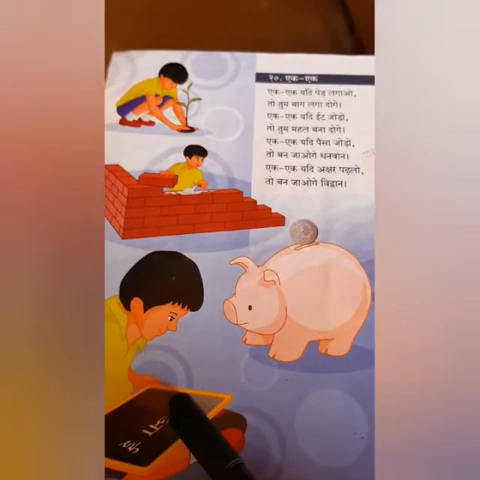 २०. एक-एक
एक-एक यदि पेड़ लगाओ,
तो तुम बाग लगा दोगे।
एक-एक यदि ईंट जोड़ो,
तो तुम महल बना दोगे।
एक-एक यदि पैसा जोड़ो,
तो बन जाओगे धनवान।
एक-एक यदि अक्षर पढ़लो,
तो बन जाओगे विद्वान।